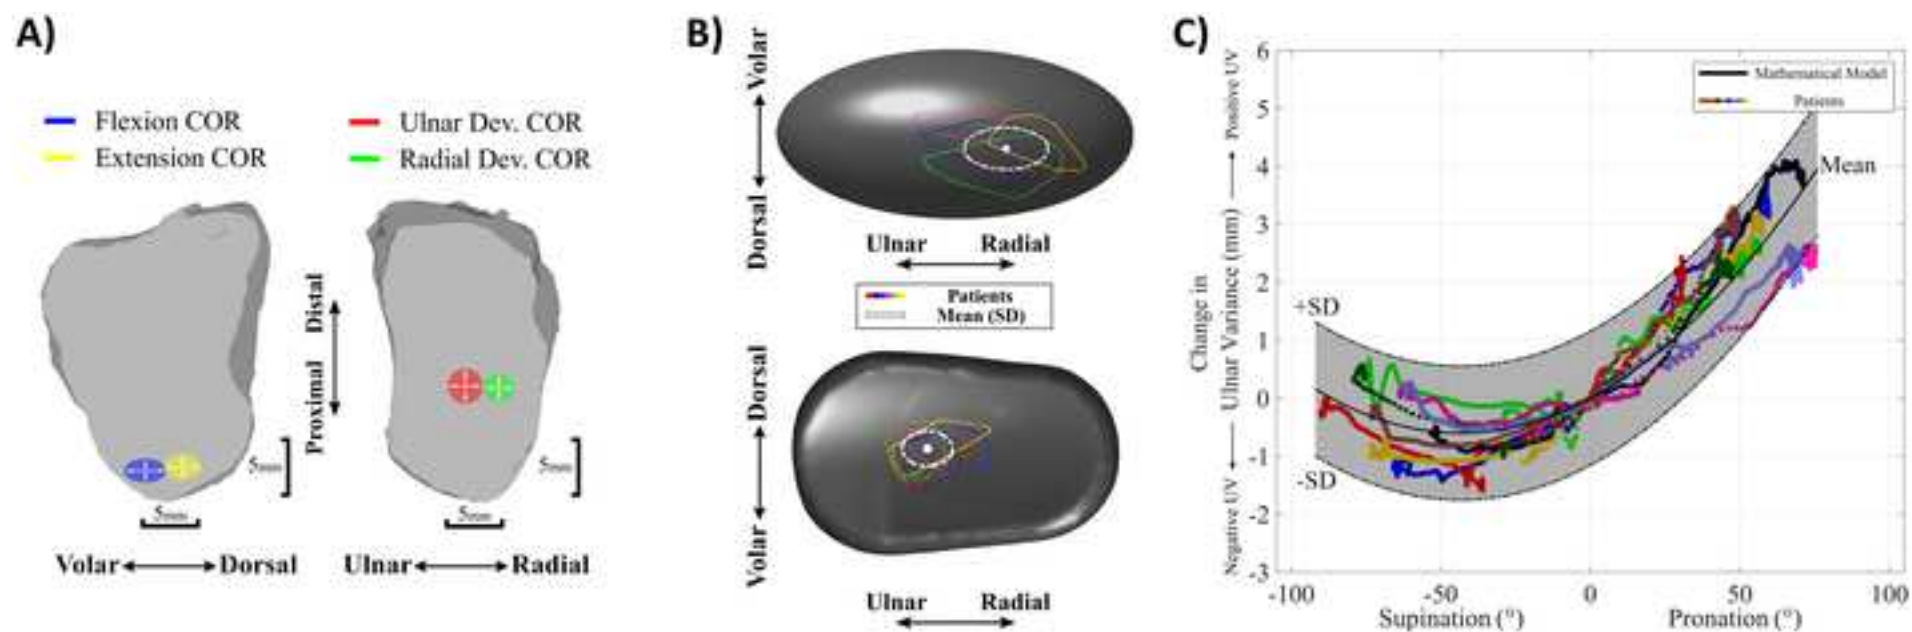 A)
Flexion COR
Extension COR
Ulnar Dev. COR
Radial Dev. COR
Proximal
Distal
5mm
5mm
5mm
5mm
Volar
Dorsal
Ulnar
Radial
B)
Dorsal
Volar
Ulnar
Radial
Patients
Mean (SD)
Volar
Dorsal
Ulnar
Radial
C)
Change in
Ulnar Variance (mm)
Negative UV
Positive UV
6
5
4
3
2
1
0
-1
-2
-3
Mathematical Model
Patients
Mean
+SD
-SD
-100
-50
0
50
100
Supination (°)
Pronation (°)